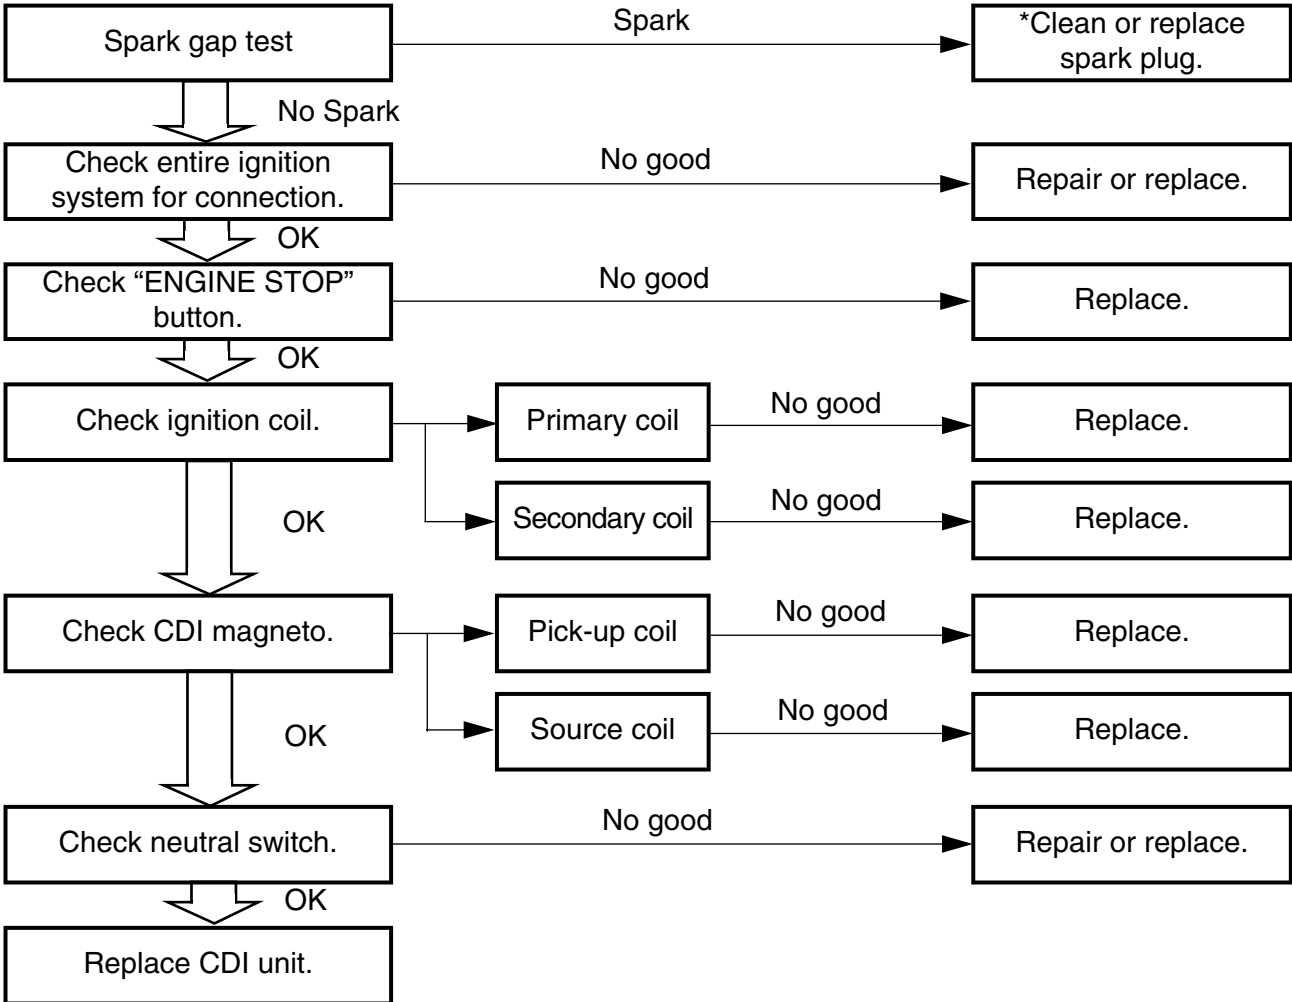 Spark gap test
Spark
*Clean or replace
spark plug.
No Spark
Check entire ignition
system for connection.
No good
Repair or replace.
OK
Check “ENGINE STOP”
button.
No good
Replace.
OK
Check ignition coil.
Primary coil
No good
Replace.
Secondary coil
No good
Replace.
OK
Check CDI magneto.
Pick-up coil
No good
Replace.
Source coil
No good
Replace.
OK
Check neutral switch.
No good
Repair or replace.
OK
Replace CDI unit.